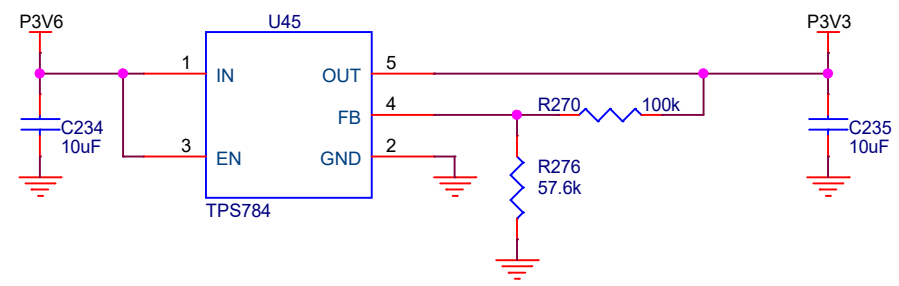 P3V6
U45
P3V3
1
IN
OUT
5
FB
4
R270
100k
C234
10uF
3
EN
GND
2
C235
10uF
R276
57.6k
TPS784